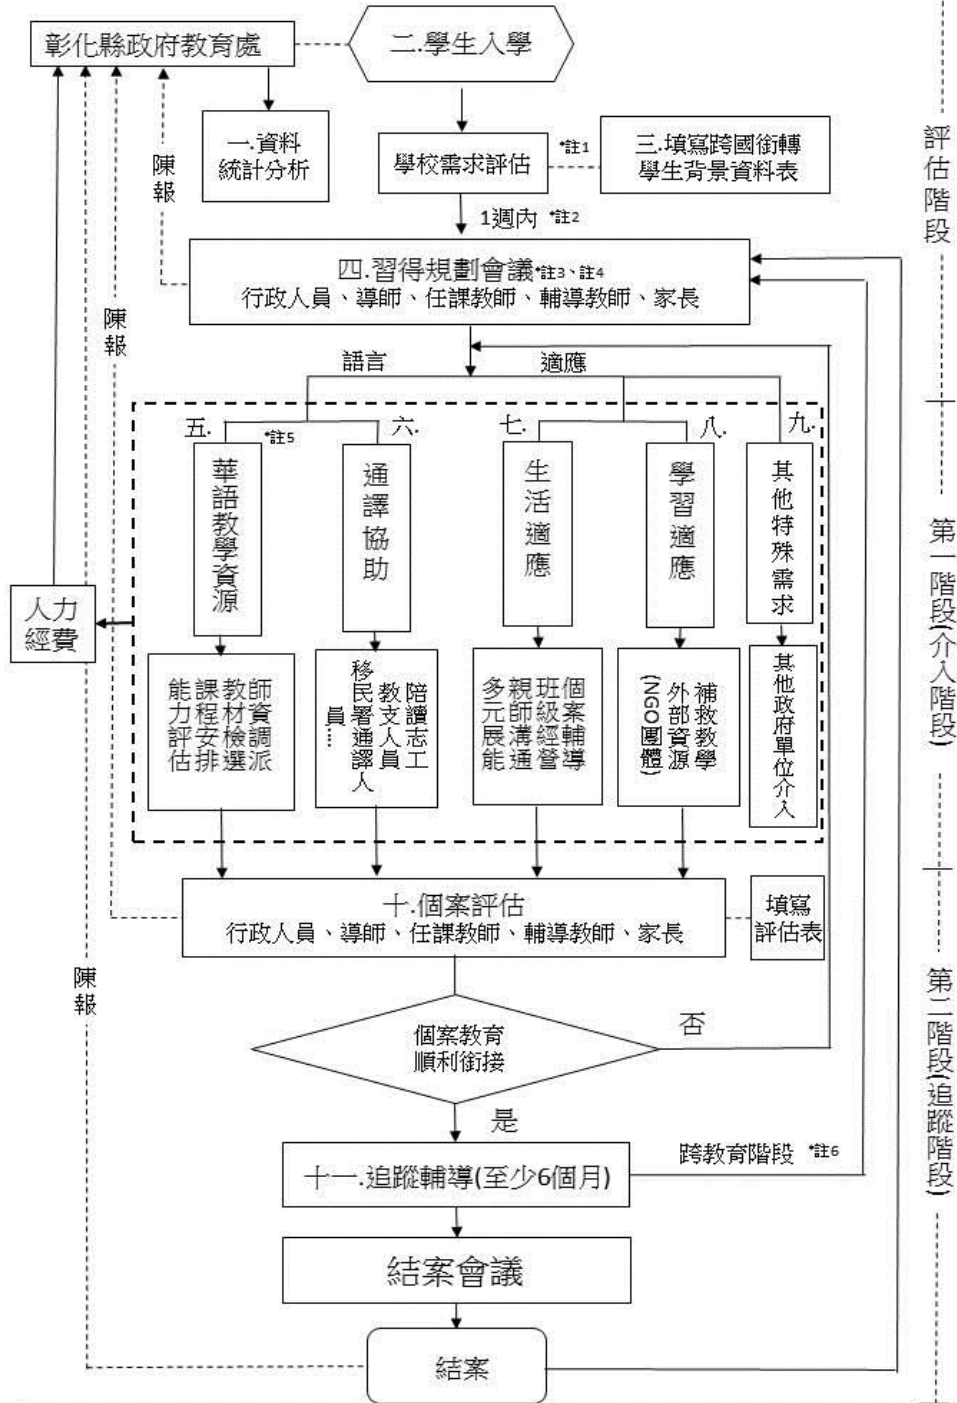 彰化縣政府教育處
二.學生入學
一.資料
統計分析
陳報
學校需求評估
*註1
三.填寫跨國銜轉
學生背景資料表
1週內 *註2
四.習得規劃會議*註3、註4
行政人員、導師、任課教師、輔導教師、家長
陳報
語言
適應
五.
*註5
六.
七.
八.
九.
華語教學資源
通譯協助
生活適應
學習適應
其他特殊需求
人力
經費
師資調派
教材檢選
課程安排
能力評估
陪讀志工
教支人員
移民署通譯人
員....
個案輔導
班級經營
親師溝通
多元展能
補救教學
外部資源
(NGO團體)
其他政府單位介入
十.個案評估
行政人員、導師、任課教師、輔導教師、家長
填寫
評估表
陳報
個案教育
順利銜接
否
是
十一.追蹤輔導(至少6個月)
跨教育階段 *註6
結案會議
結案
評估階段
第一階段(介入階段)
第二階段(追蹤階段)